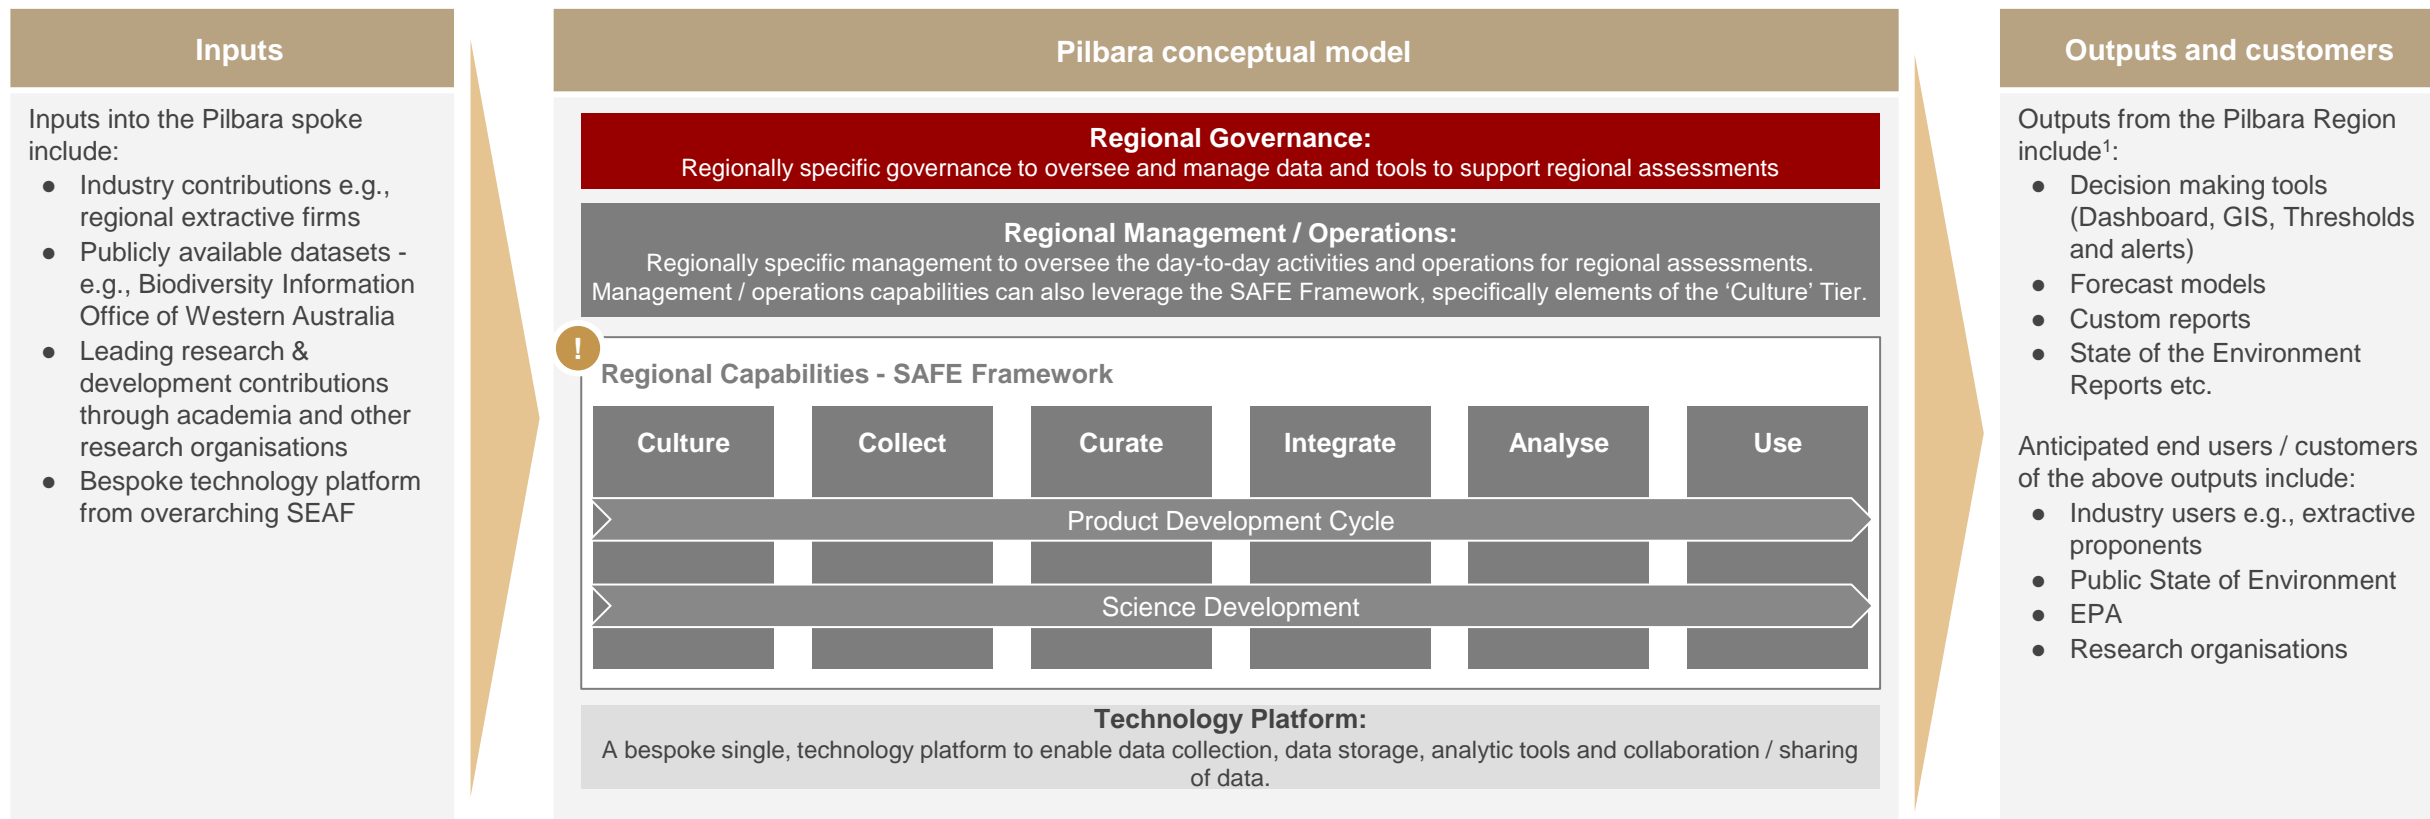 Inputs
Inputs into the Pilbara spoke
include:
● Industry contributions e.g.,
regional extractive firms
● Publicly available datasets -
e.g., Biodiversity Information
Office of Western Australia
● Leading research &
development contributions
through academia and other
research organisations
● Bespoke technology platform
from overarching SEAF
Pilbara conceptual model
Regional Governance:
Regionally specific governance to oversee and manage data and tools to support regional assessments
Regional Management / Operations:
Regionally specific management to oversee the day-to-day activities and operations for regional assessments.
Management / operations capabilities can also leverage the SAFE Framework, specifically elements of the ‘Culture’ Tier.
!
Regional Capabilities - SAFE Framework
Culture
Collect
Curate
Integrate
Analyse
Use
Product Development Cycle
Science Development
Technology Platform:
A bespoke single, technology platform to enable data collection, data storage, analytic tools and collaboration / sharing
of data.
Outputs and customers
Outputs from the Pilbara Region
include¹:
● Decision making tools
(Dashboard, GIS, Thresholds
and alerts)
● Forecast models
● Custom reports
● State of the Environment
Reports etc.
Anticipated end users / customers
of the above outputs include:
● Industry users e.g., extractive
proponents
● Public State of Environment
● EPA
● Research organisations